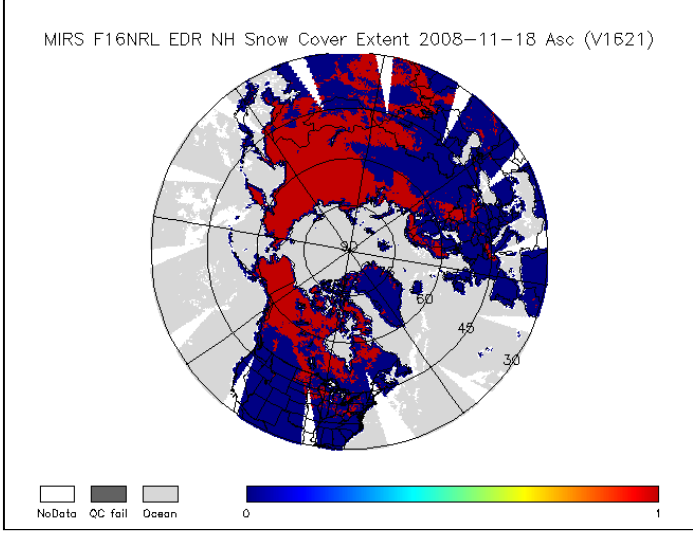 MIRS F16NRL EDR NH Snow Cover Extent 2008-11-18 Asc (V1621)
90
60
45
30
NoData QC fail Ocean
0 1